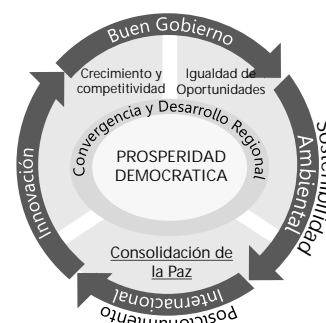 Buen Gobierno
Crecimiento y
competitividad
Igualdad de
Oportunidades
Convergencia y Desarrollo Regional
PROSPERIDAD
DEMOCRATICA
Innovación
Sostenibilidad
Ambiental
Consolidación de
la Paz
Internacional
Posicionamiento